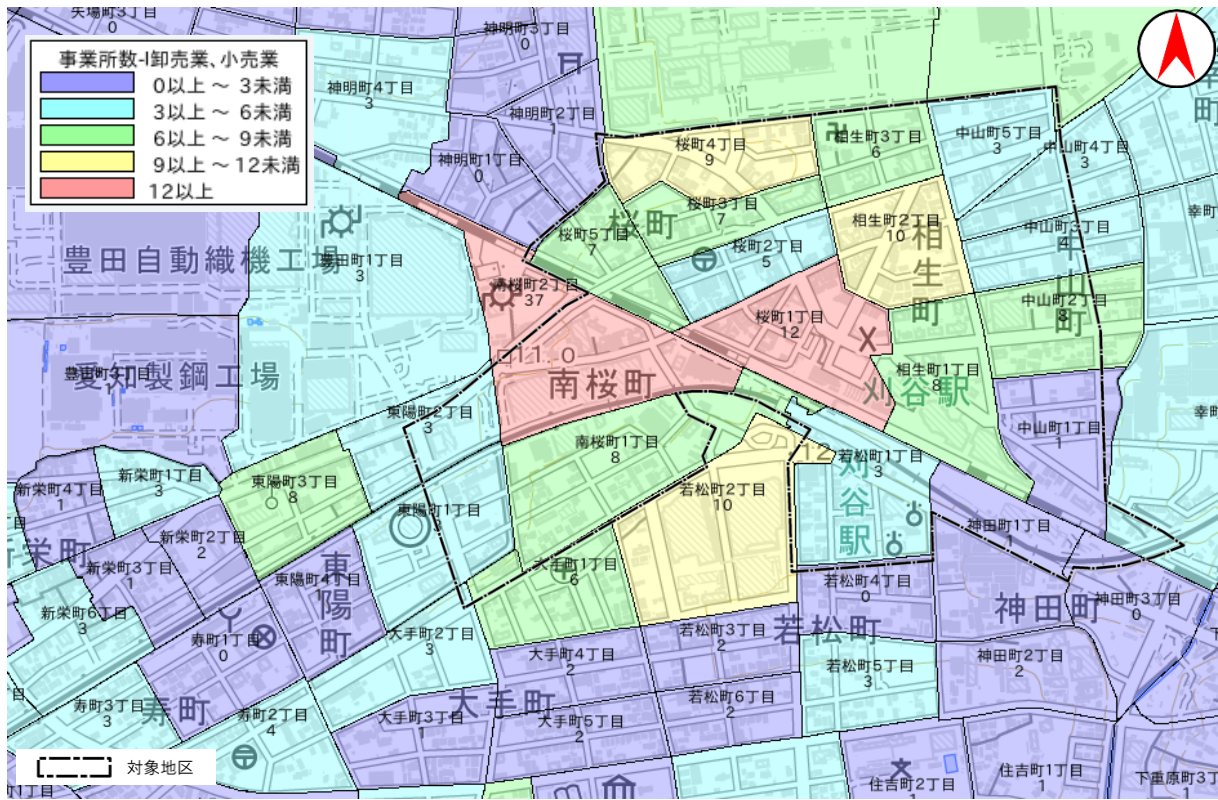 事業所数-I卸売業、小売業
0以上 ～ 3未満
3以上 ～ 6未満
6以上 ～ 9未満
9以上 ～ 12未満
12以上
矢場町3丁目
0
神明町3丁目
0
神明町4丁目
3
神明町2丁目
1
神明町1丁目
0
桜町4丁目
9
相生町3丁目
6
中山町5丁目
3
中山町4丁目
3
桜町3丁目
7
桜町
桜町5丁目
7
桜町2丁目
5
相生町2丁目
10
相生町
中山町3丁目
4
中山町
幸町
豊田自動織機工場
豊田町1丁目
3
南桜町2丁目
37
桜町1丁目
12
中山町2丁目
8
11.0
南桜町
相生町1丁目
8
刈谷駅
豊田町3丁目
愛知製鋼工場
東陽町2丁目
3
南桜町1丁目
8
中山町1丁目
1
若松町1丁目
3
12
刈谷駅
新栄町1丁目
3
新栄町4丁目
1
東陽町3丁目
8
若松町2丁目
10
東陽町1丁目
新栄町2丁目
2
神田町1丁目
1
新栄町3丁目
1
東陽町4丁目
1
東陽町
大手町1丁目
6
若松町4丁目
0
神田町
神田町3丁目
0
新栄町6丁目
3
寿町1丁目
0
大手町2丁目
3
若松町3丁目
2
若松町
大手町4丁目
2
若松町5丁目
3
神田町2丁目
2
寿町3丁目
3
寿町
寿町2丁目
4
大手町3丁目
1
大手町
大手町5丁目
2
若松町6丁目
2
対象地区
住吉町2丁目
1
住吉町1丁目
1
下重原町3丁
1